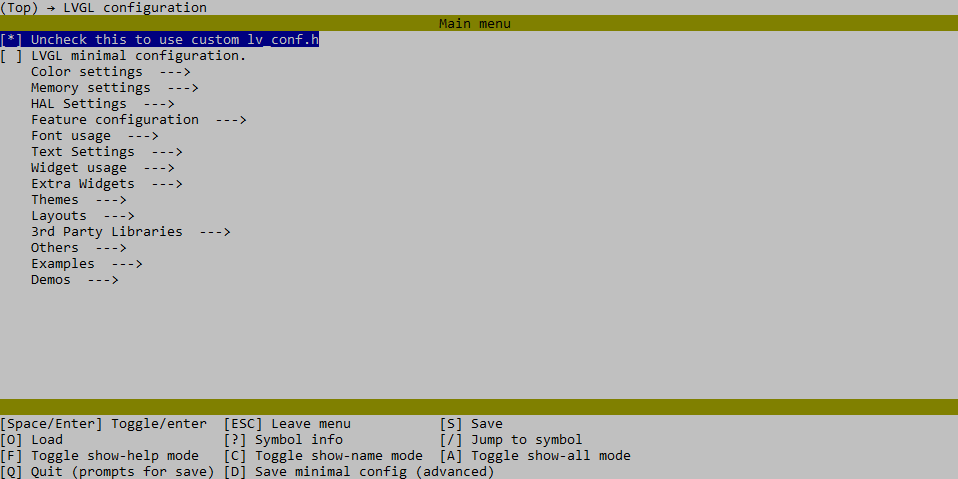 (Top) → LVGL configuration
Main menu
[*] Uncheck this to use custom lv_conf.h
[ ] LVGL minimal configuration.
Color settings  --->
Memory settings  --->
HAL Settings  --->
Feature configuration  --->
Font usage  --->
Text Settings  --->
Widget usage  --->
Extra Widgets  --->
Themes  --->
Layouts  --->
3rd Party Libraries  --->
Others  --->
Examples  --->
Demos  --->
[Space/Enter] Toggle/enter  [ESC] Leave menu  [S] Save
[O] Load  [?] Symbol info  [/] Jump to symbol
[F] Toggle show-help mode  [C] Toggle show-name mode  [A] Toggle show-all mode
[Q] Quit (prompts for save)  [D] Save minimal config (advanced)